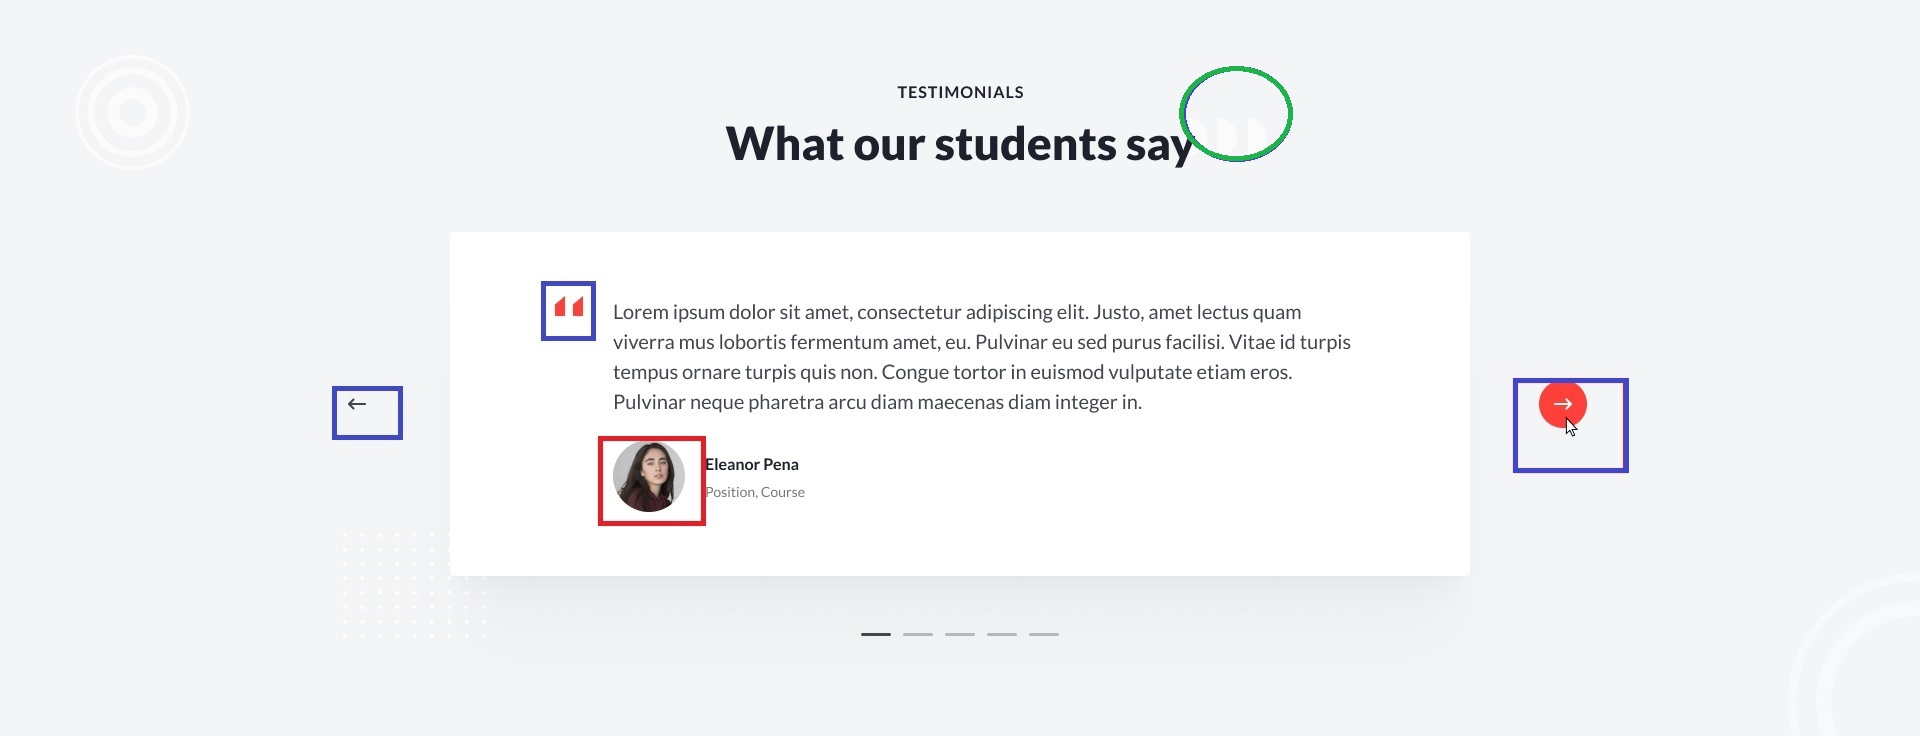 TESTIMONIALS
What our students say
“
Lorem ipsum dolor sit amet, consectetur adipiscing elit. Justo, amet lectus quam
viverra mus lobortis fermentum amet, eu. Pulvinar eu sed purus facilisi. Vitae id turpis
tempus ornare turpis quis non. Congue tortor in euismod vulputate etiam eros.
Pulvinar neque pharetra arcu diam maecenas diam integer in.
Eleanor Pena
Position, Course